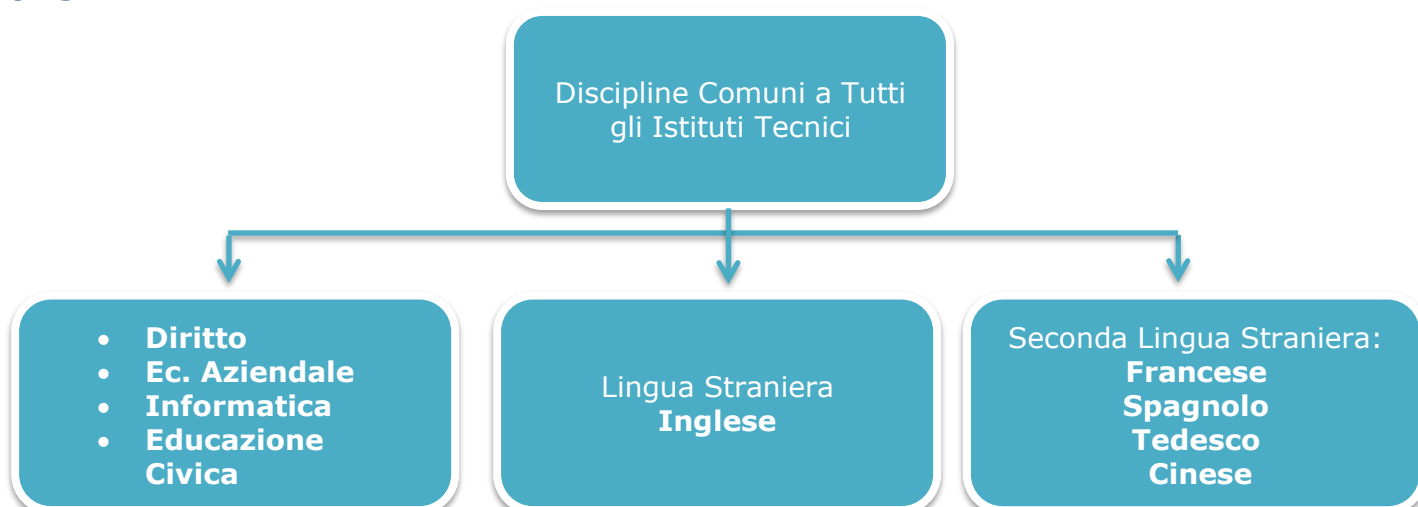 Discipline Comuni a Tutti
gli Istituti Tecnici
• Diritto
• Ec. Aziendale
• Informatica
• Educazione
Civica
Lingua Straniera
Inglese
Seconda Lingua Straniera:
Francese
Spagnolo
Tedesco
Cinese